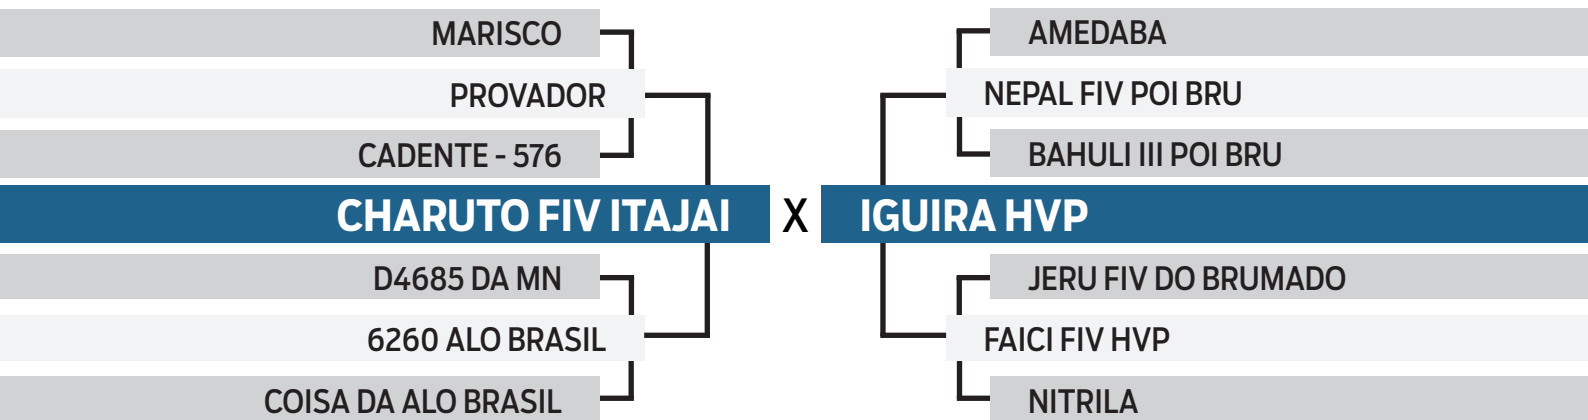 MARISCO
PROVADOR
CADENTE - 576
CHARUTO FIV ITAJAI
D4685 DA MN
6260 ALO BRASIL
COISA DA ALO BRASIL
X
AMEDABA
NEPAL FIV POI BRU
BAHULI III POI BRU
IGUIRA HVP
JERU FIV DO BRUMADO
FAICI FIV HVP
NITRILA